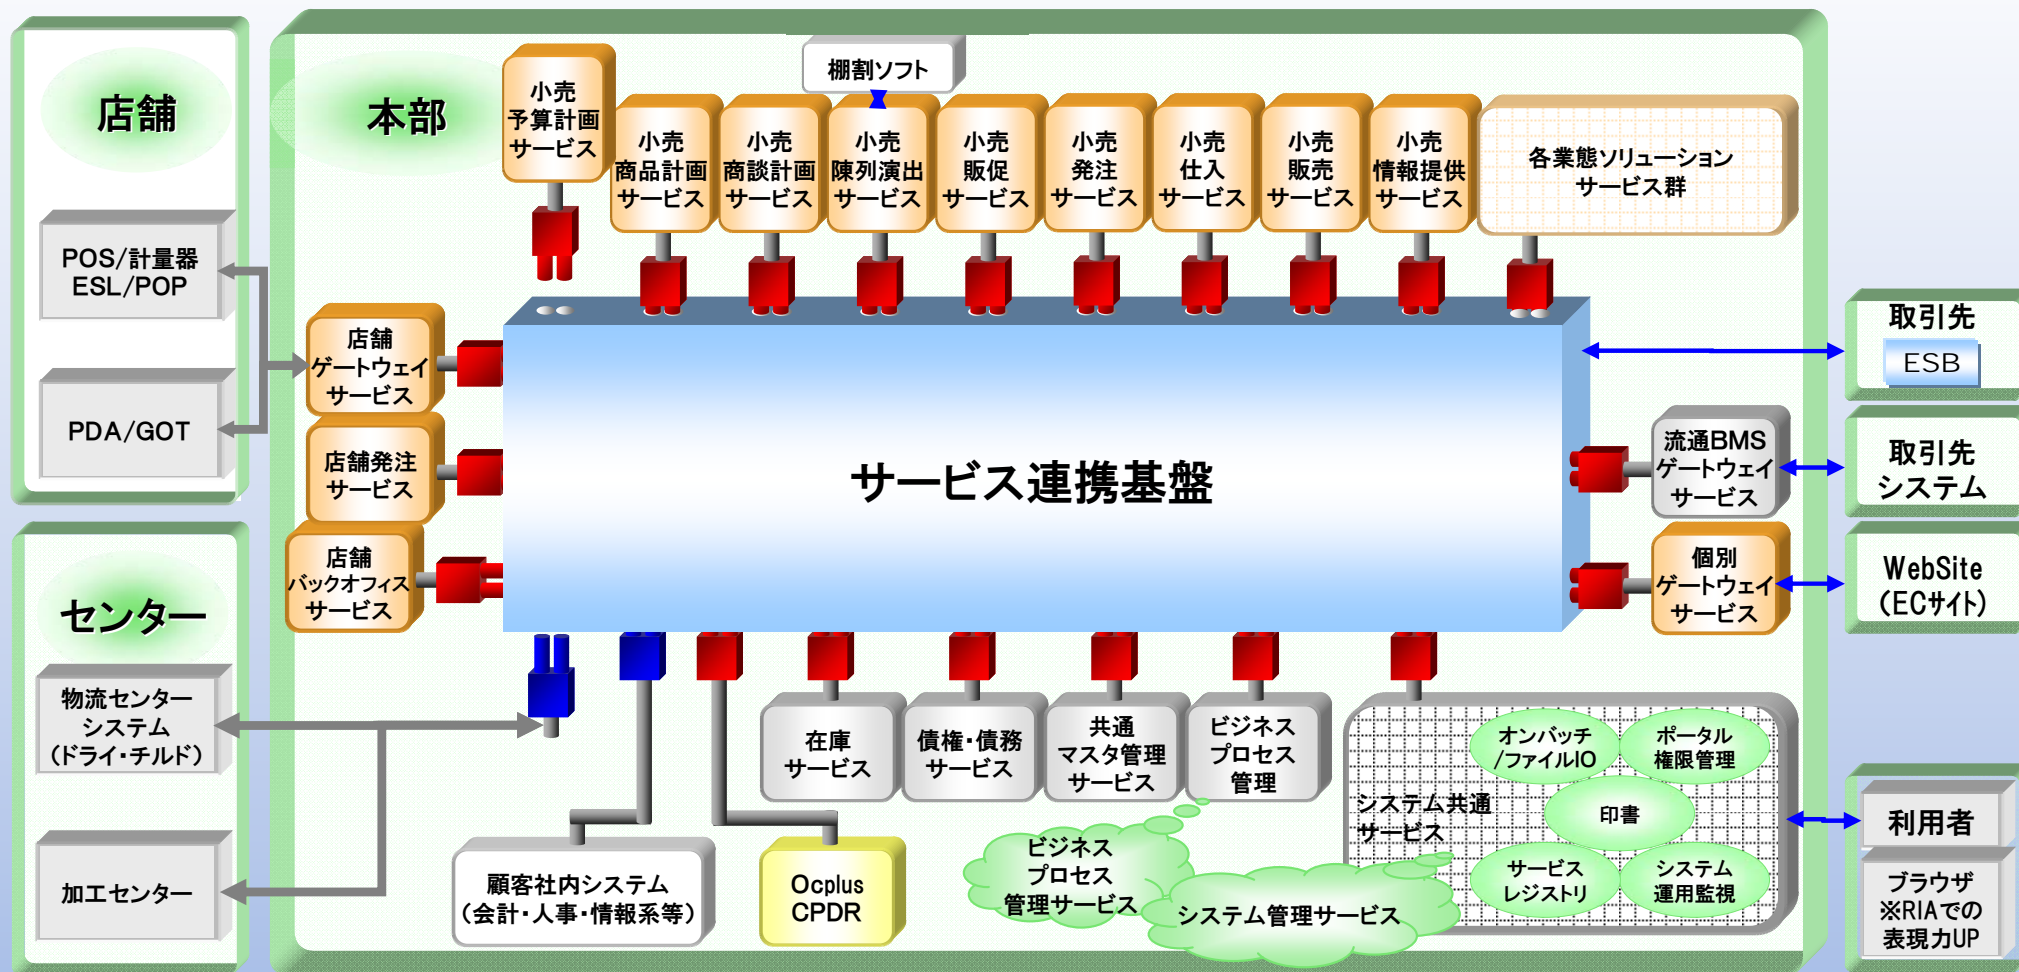 店舗
POS/計量器
ESL/POP
PDA/GOT
センター
物流センター
システム
(ドライ・チルド)
加工センター
本部
小売
予算計画
サービス
小売
商品計画
サービス
小売
商談計画
サービス
棚割ソフト
小売
陳列演出
サービス
小売
販促
サービス
小売
発注
サービス
小売
仕入
サービス
小売
販売
サービス
小売
情報提供
サービス
各業態ソリューション
サービス群
店舗
ゲートウェイ
サービス
店舗発注
サービス
店舗
バックオフィス
サービス
サービス連携基盤
流通BMS
ゲートウェイ
サービス
個別
ゲートウェイ
サービス
取引先
ESB
取引先
システム
WebSite
(ECサイト)
顧客社内システム
(会計・人事・情報系等)
Ocplus
CPDR
在庫
サービス
債権・債務
サービス
共通
マスタ管理
サービス
ビジネス
プロセス
管理
ビジネス
プロセス
管理サービス
システム管理サービス
システム共通
サービス
オンバッチ
/ファイルIO
ポータル
権限管理
印書
サービス
レジストリ
システム
運用監視
利用者
ブラウザ
※RIAでの
表現力UP